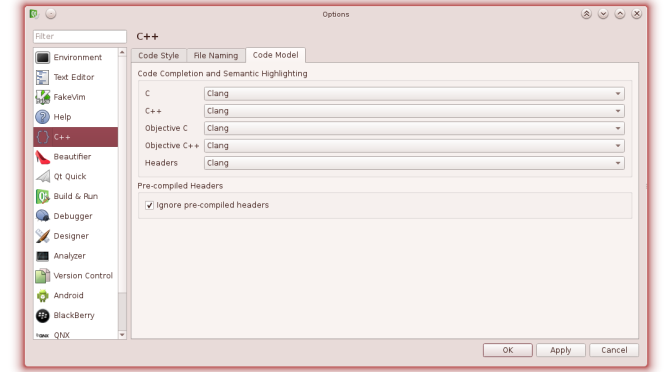 Options
Filter
C++
Environment
Text Editor
FakeVim
Help
C++
Beautifier
Qt Quick
Build & Run
Debugger
Designer
Analyzer
Version Control
Android
BlackBerry
QNX
Code Style File Naming Code Model
Code Completion and Semantic Highlighting
C Clang
C++ Clang
Objective C Clang
Objective C++ Clang
Headers Clang
Pre-compiled Headers
Ignore pre-compiled headers
OK Apply Cancel